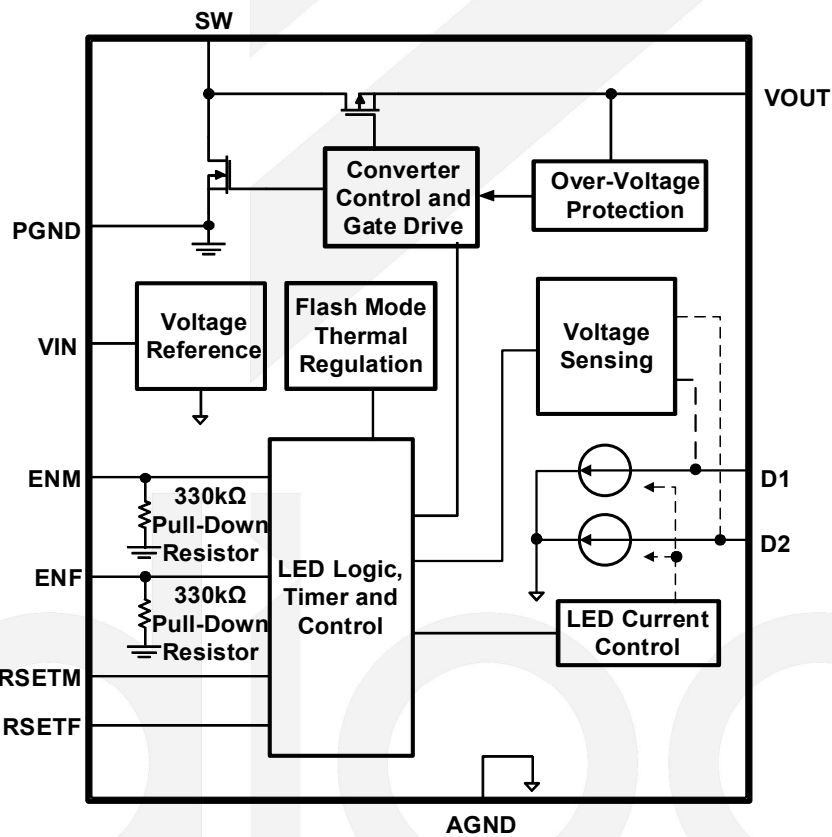 SW
VOUT
Converter
Control and
Gate Drive
Over-Voltage
Protection
PGND
VIN
Voltage
Reference
Flash Mode
Thermal
Regulation
Voltage
Sensing
ENM
330kΩ
Pull-Down
Resistor
ENF
330kΩ
Pull-Down
Resistor
LED Logic,
Timer and
Control
D1
D2
LED Current
Control
RSETM
RSETF
AGND